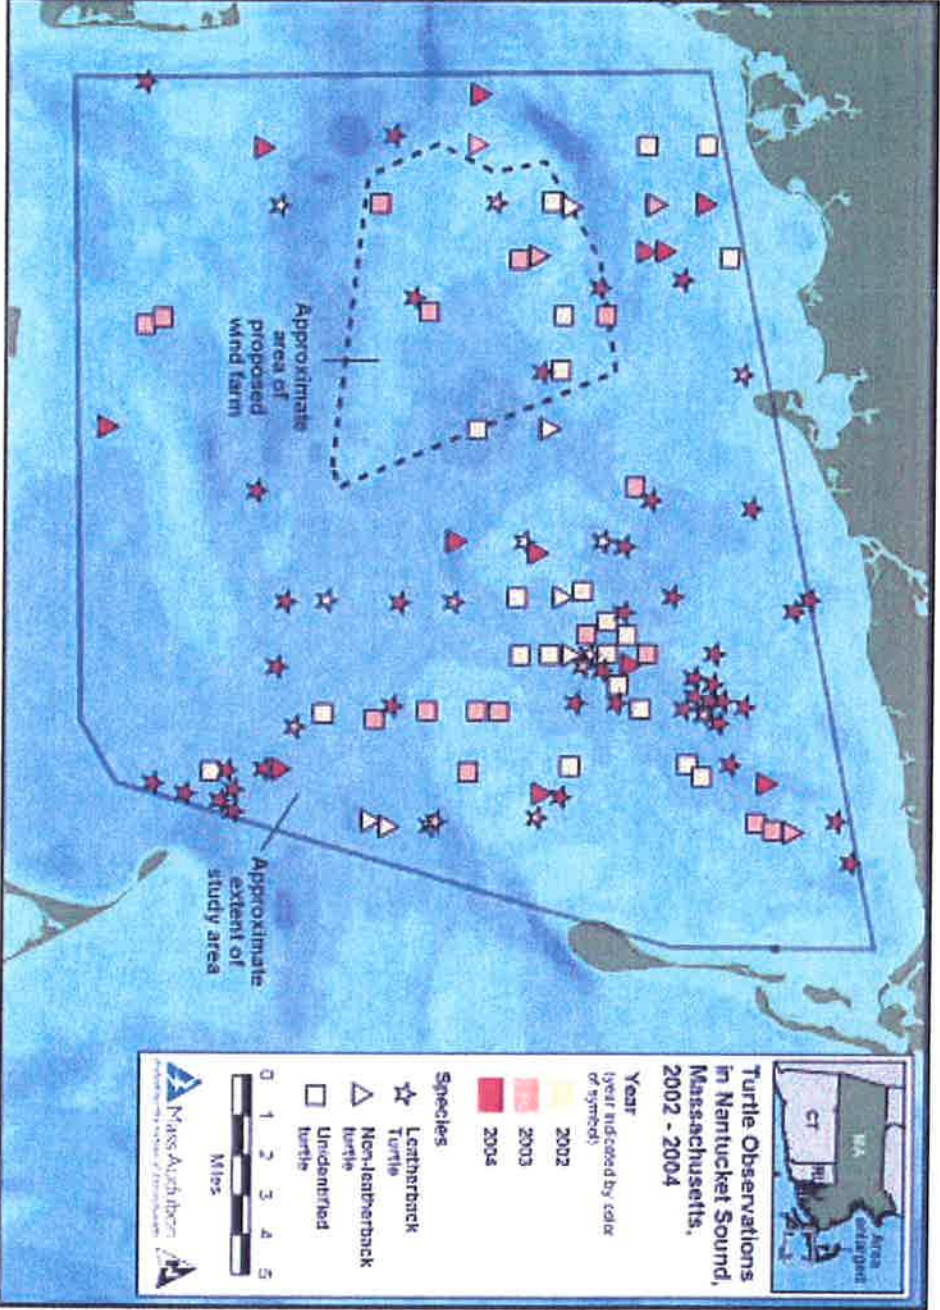 Approximate
area of
proposed
wind farm
Approximate
extent of
study area
MA
CT
RI
Area
enlarged
Turtle Observations
in Nantucket Sound,
Massachusetts,
2002 - 2004
Year
(year indicated by color
of symbol)
2002
2003
2004
Species
Leatherback
Turtle
Non-leatherback
turtle
Unidentified
turtle
0 1 2 3 4 5
Miles
Mass Audubon